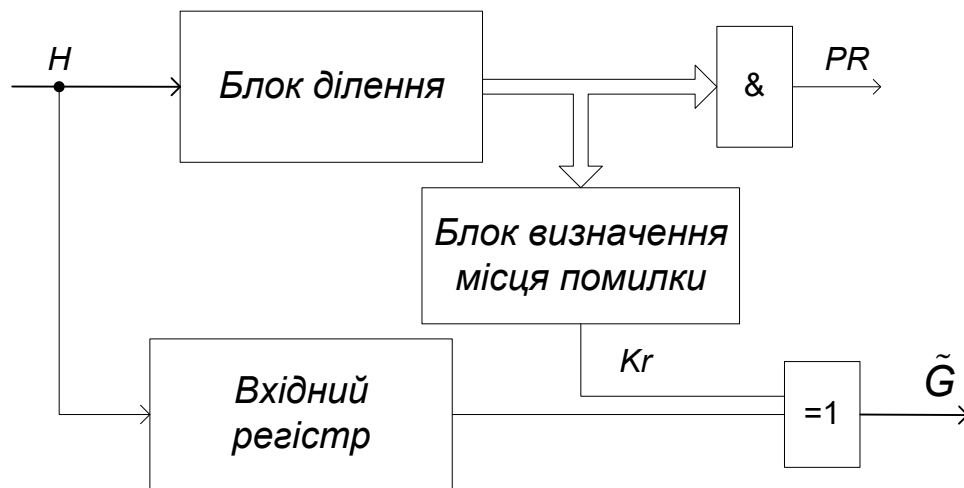 H
Блок ділення
&
PR
Блок визначення
місця помилки
Kr
Вхідний
регістр
=1
G̃